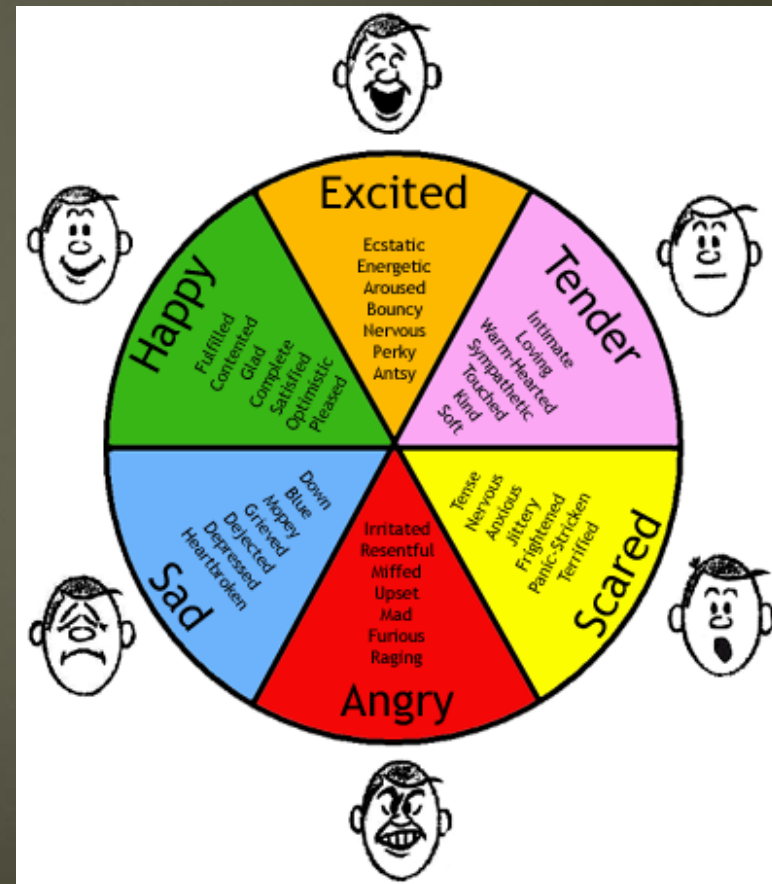 Excited
Ecstatic
Energetic
Aroused
Bouncy
Nervous
Perky
Antsy
Tender
Intimate
Loving
Warm-Hearted
Sympathetic
Touched
Kind
Soft
Scared
Tense
Nervous
Anxious
Jittery
Frightened
Panic-Stricken
Terrified
Angry
Irritated
Resentful
Miffed
Upset
Mad
Furious
Raging
Sad
Down
Blue
Mopey
Grieved
Dejected
Depressed
Heartbroken
Happy
Fulfilled
Contented
Glad
Complete
Satisfied
Optimistic
Pleased